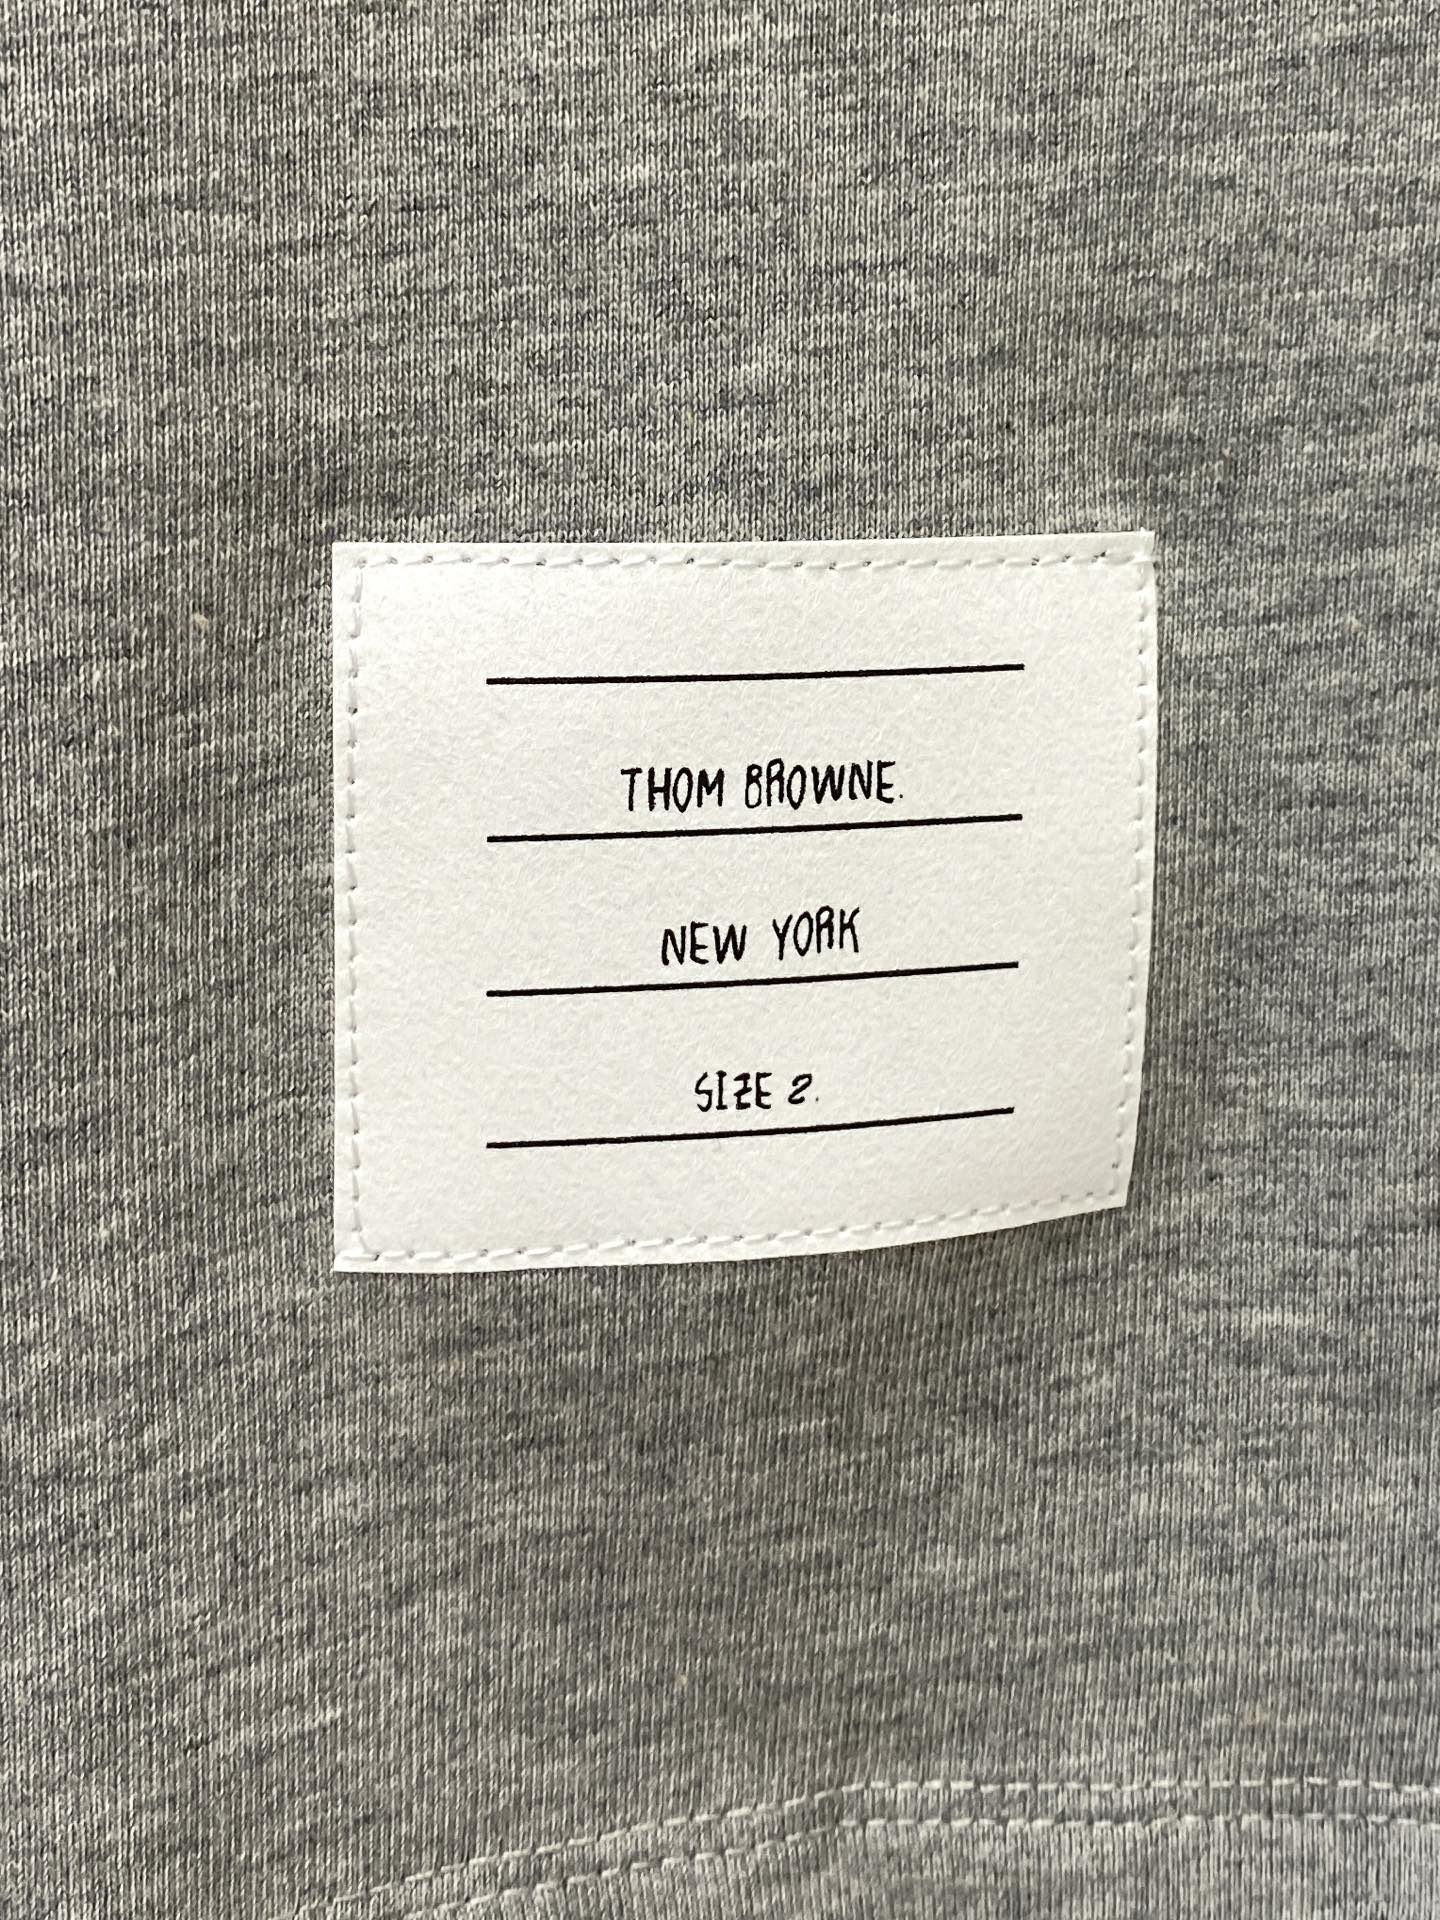 THOM BROWNE.
NEW YORK
SIZE 2.